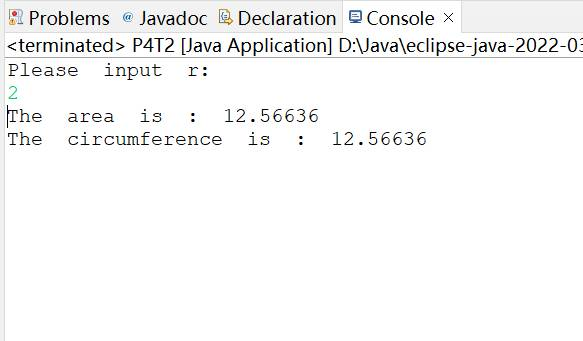 Problems @ Javadoc Declaration Console ×
<terminated> P4T2 [Java Application] D:\Java\eclipse-java-2022-03
Please input r:
2
The area is : 12.56636
The circumference is : 12.56636